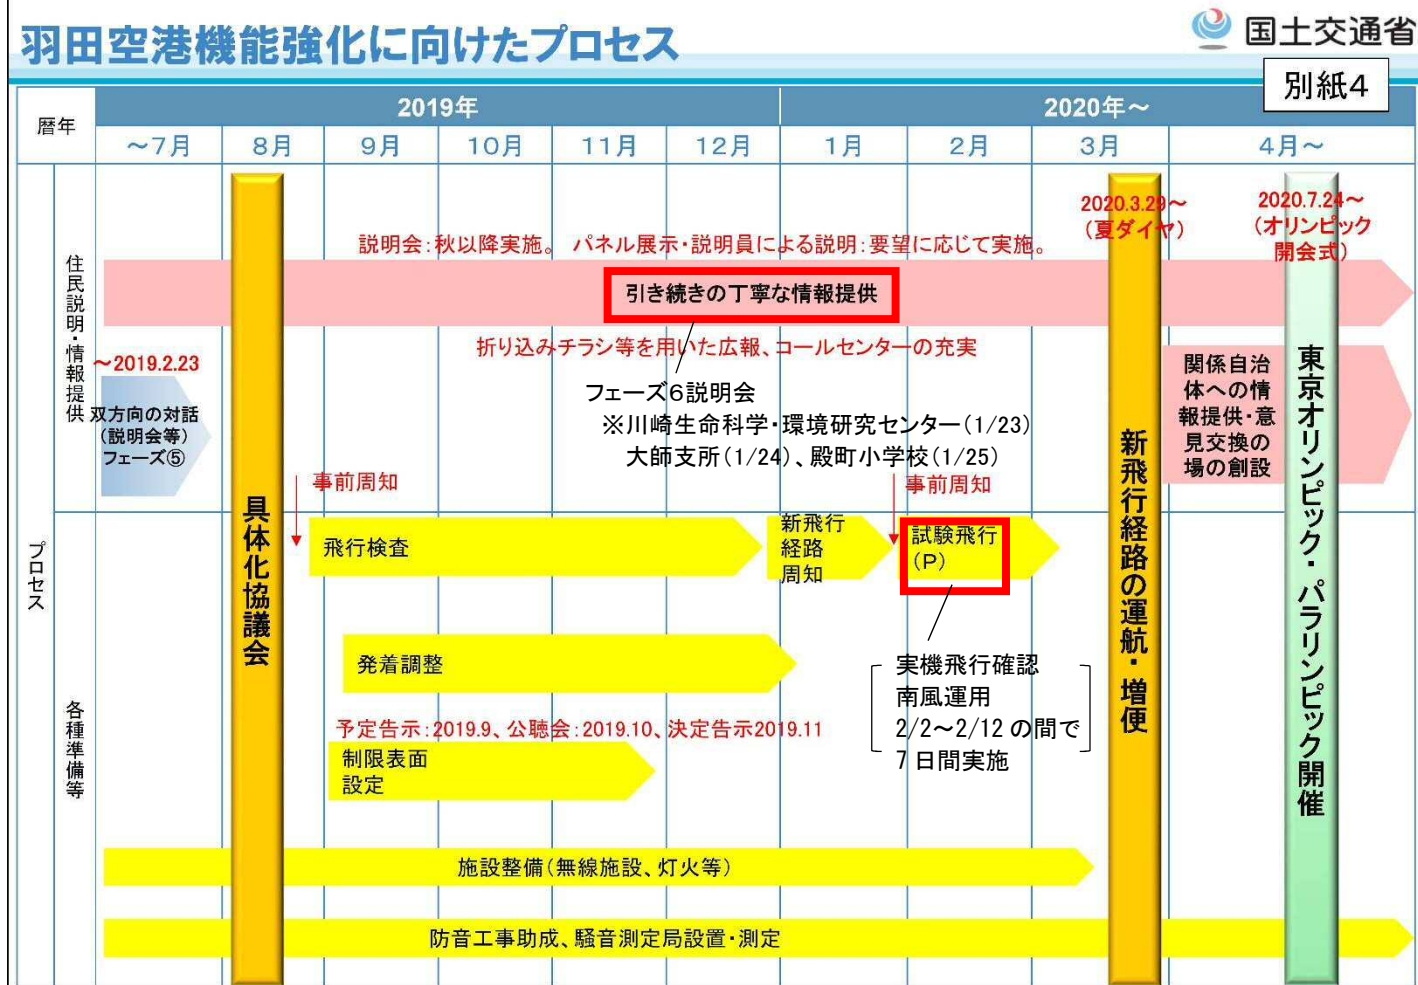 羽田空港機能強化に向けたプロセス
国土交通省
別紙4
暦年
2019年
2020年～
～7月
8月
9月
10月
11月
12月
1月
2月
3月
4月～
プロセス
住民説明・情報提供
各種準備等
2020.3.29～
(夏ダイヤ)
2020.7.24～
(オリンピック
開会式)
説明会：秋以降実施。 パネル展示・説明員による説明：要望に応じて実施。
引き続きの丁寧な情報提供
折り込みチラシ等を用いた広報、コールセンターの充実
～2019.2.23
双方向の対話
(説明会等)
フェーズ⑤
フェーズ6説明会
※川崎生命科学・環境研究センター(1/23)
大師支所(1/24)、殿町小学校(1/25)
関係自治
体への情
報提供・意
見交換の
場の創設
事前周知
事前周知
具体化協議会
新飛行経路の運航・増便
東京オリンピック・パラリンピック開催
飛行検査
新飛行
経路
周知
試験飛行
(P)
発着調整
実機飛行確認
南風運用
2/2～2/12の間で
7日間実施
予定告示：2019.9、公聴会：2019.10、決定告示2019.11
制限表面
設定
施設整備(無線施設、灯火等)
防音工事助成、騒音測定局設置・測定